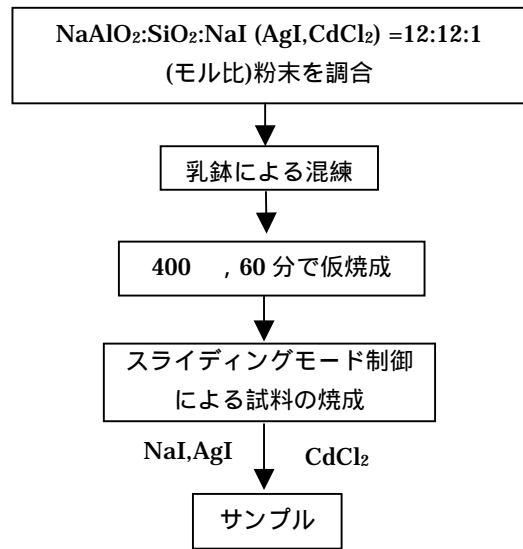 NaAlO₂:SiO₂:NaI (AgI,CdCl₂) =12:12:1
(モル比)粉末を調合
乳鉢による混練
400 , 60 分で仮焼成
スライディングモード制御
による試料の焼成
NaI,AgI CdCl₂
サンプル